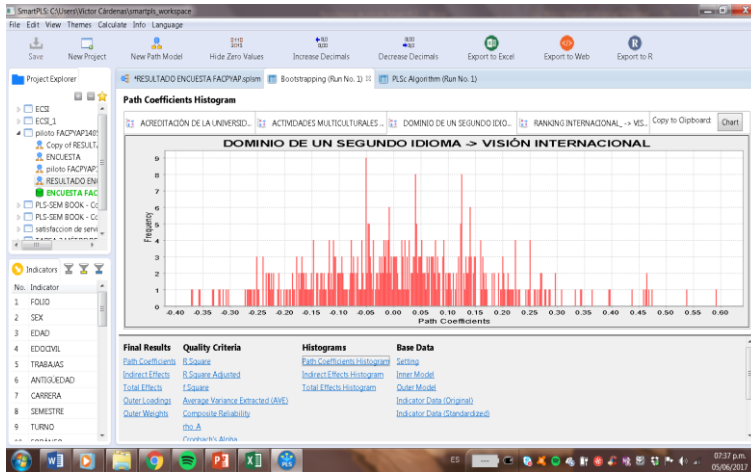 SmartPLS: C:\Users\Victor Cárdenas\smartpls_workspace
File Edit View Themes Calculate Info Language
Save New Project New Path Model Hide Zero Values Increase Decimals Decrease Decimals Export to Excel Export to Web Export to R
Project Explorer
ECSI
ECSI_1
piloto FACPYAP1405
Copy of RESULT.
ENCUESTA
piloto FACPYAP
RESULTADO EN
ENCUESTA FAC
PLS-SEM BOOK - Cc
PLS-SEM BOOK - Cc
satisfaccion de servi
Indicators
No. Indicator
1 FOLIO
2 SEX
3 EDAD
4 EDOCIVIL
5 TRABAJAS
6 ANTIGÜEDAD
7 CARRERA
8 SEMESTRE
9 TURNO
*RESULTADO ENCUESTA FACPYAP.splsm Bootstrapping (Run No. 1) PLSc Algorithm (Run No. 1)
Path Coefficients Histogram
ACREDITACIÓN DE LA UNIVERSID... ACTIVIDADES MULTICULTURALES ... DOMINIO DE UN SEGUNDO IDIO... RANKING INTERNACIONAL_ -> VIS... Copy to Clipboard: Chart
DOMINIO DE UN SEGUNDO IDIOMA -> VISIÓN INTERNACIONAL
Frequency
9
8
7
6
5
4
3
2
1
0
-0.40 -0.35 -0.30 -0.25 -0.20 -0.15 -0.10 -0.05 0.00 0.05 0.10 0.15 0.20 0.25 0.30 0.35 0.40 0.45 0.50 0.55 0.60
Path Coefficients
Final Results Quality Criteria Histograms Base Data
Path Coefficients R Square Path Coefficients Histogram Setting
Indirect Effects R Square Adjusted Indirect Effects Histogram Inner Model
Total Effects f Square Total Effects Histogram Outer Model
Outer Loadings Average Variance Extracted (AVE) Indicator Data (Original)
Outer Weights Composite Reliability Indicator Data (Standardized)
rho_A
Cronbach's Alpha
ES
07:37 p.m.
05/06/2017